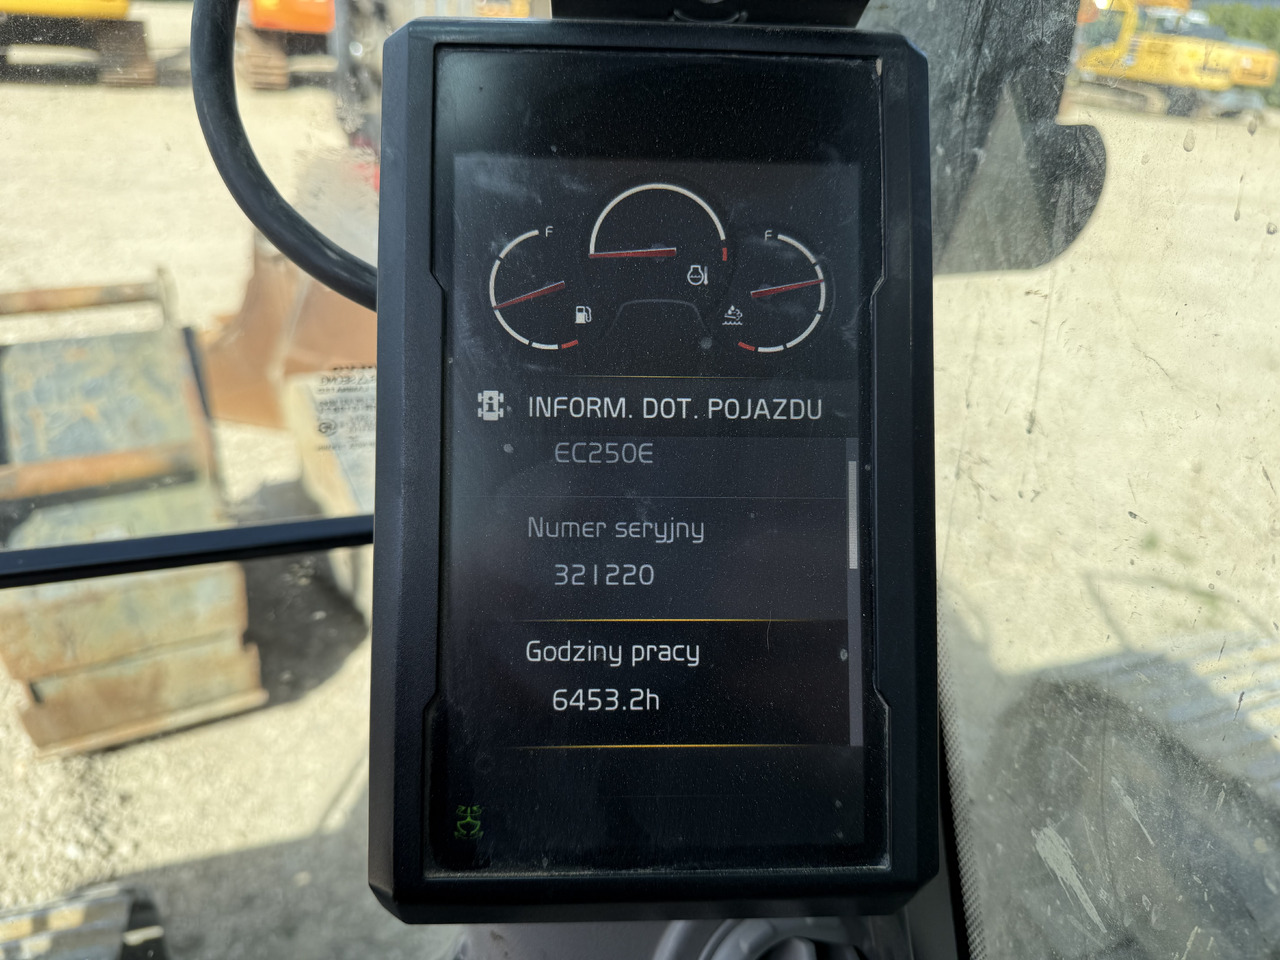 F
F
INFORM. DOT. POJAZDU
EC250E
Numer seryjny
321220
Godziny pracy
6453.2h